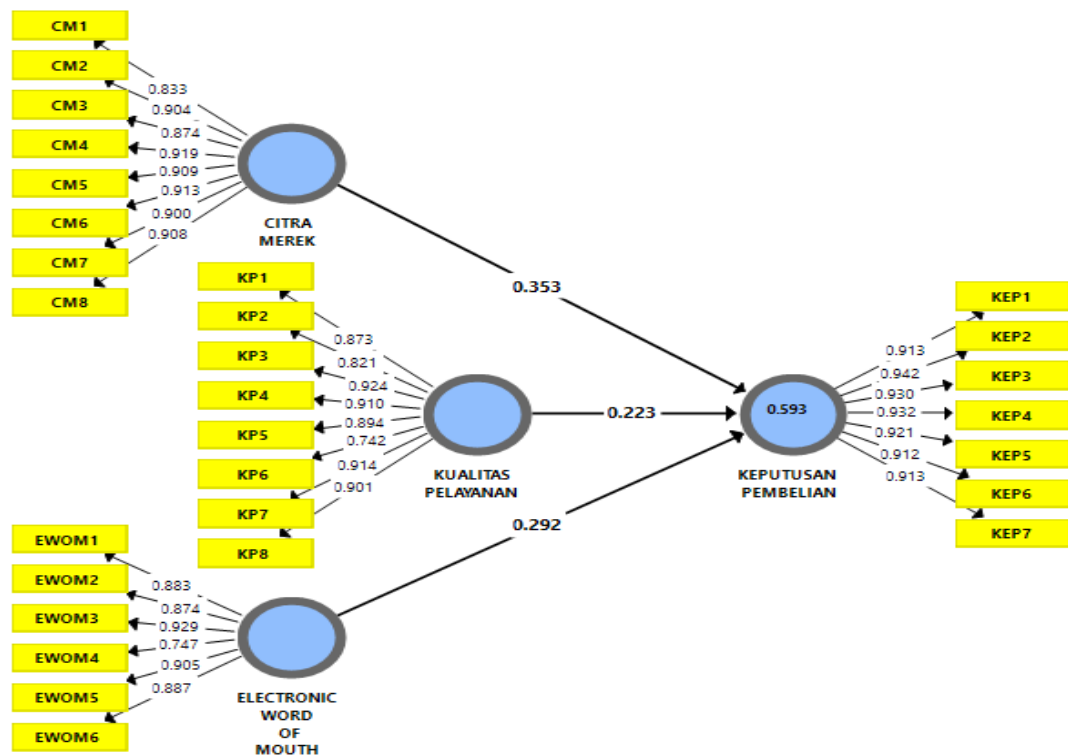 CM1
CM2
CM3
CM4
CM5
CM6
CM7
CM8
0.833
0.904
0.874
0.919
0.909
0.913
0.900
0.908
CITRA
MEREK
0.353
KP1
KP2
KP3
KP4
KP5
KP6
KP7
KP8
0.873
0.821
0.924
0.910
0.894
0.742
0.914
0.901
KUALITAS
PELAYANAN
0.223
EWOM1
EWOM2
EWOM3
EWOM4
EWOM5
EWOM6
0.883
0.874
0.929
0.747
0.905
0.887
ELECTRONIC
WORD
OF
MOUTH
0.292
0.593
KEPUTUSAN
PEMBELIAN
0.913
0.942
0.930
0.932
0.921
0.912
0.913
KEP1
KEP2
KEP3
KEP4
KEP5
KEP6
KEP7